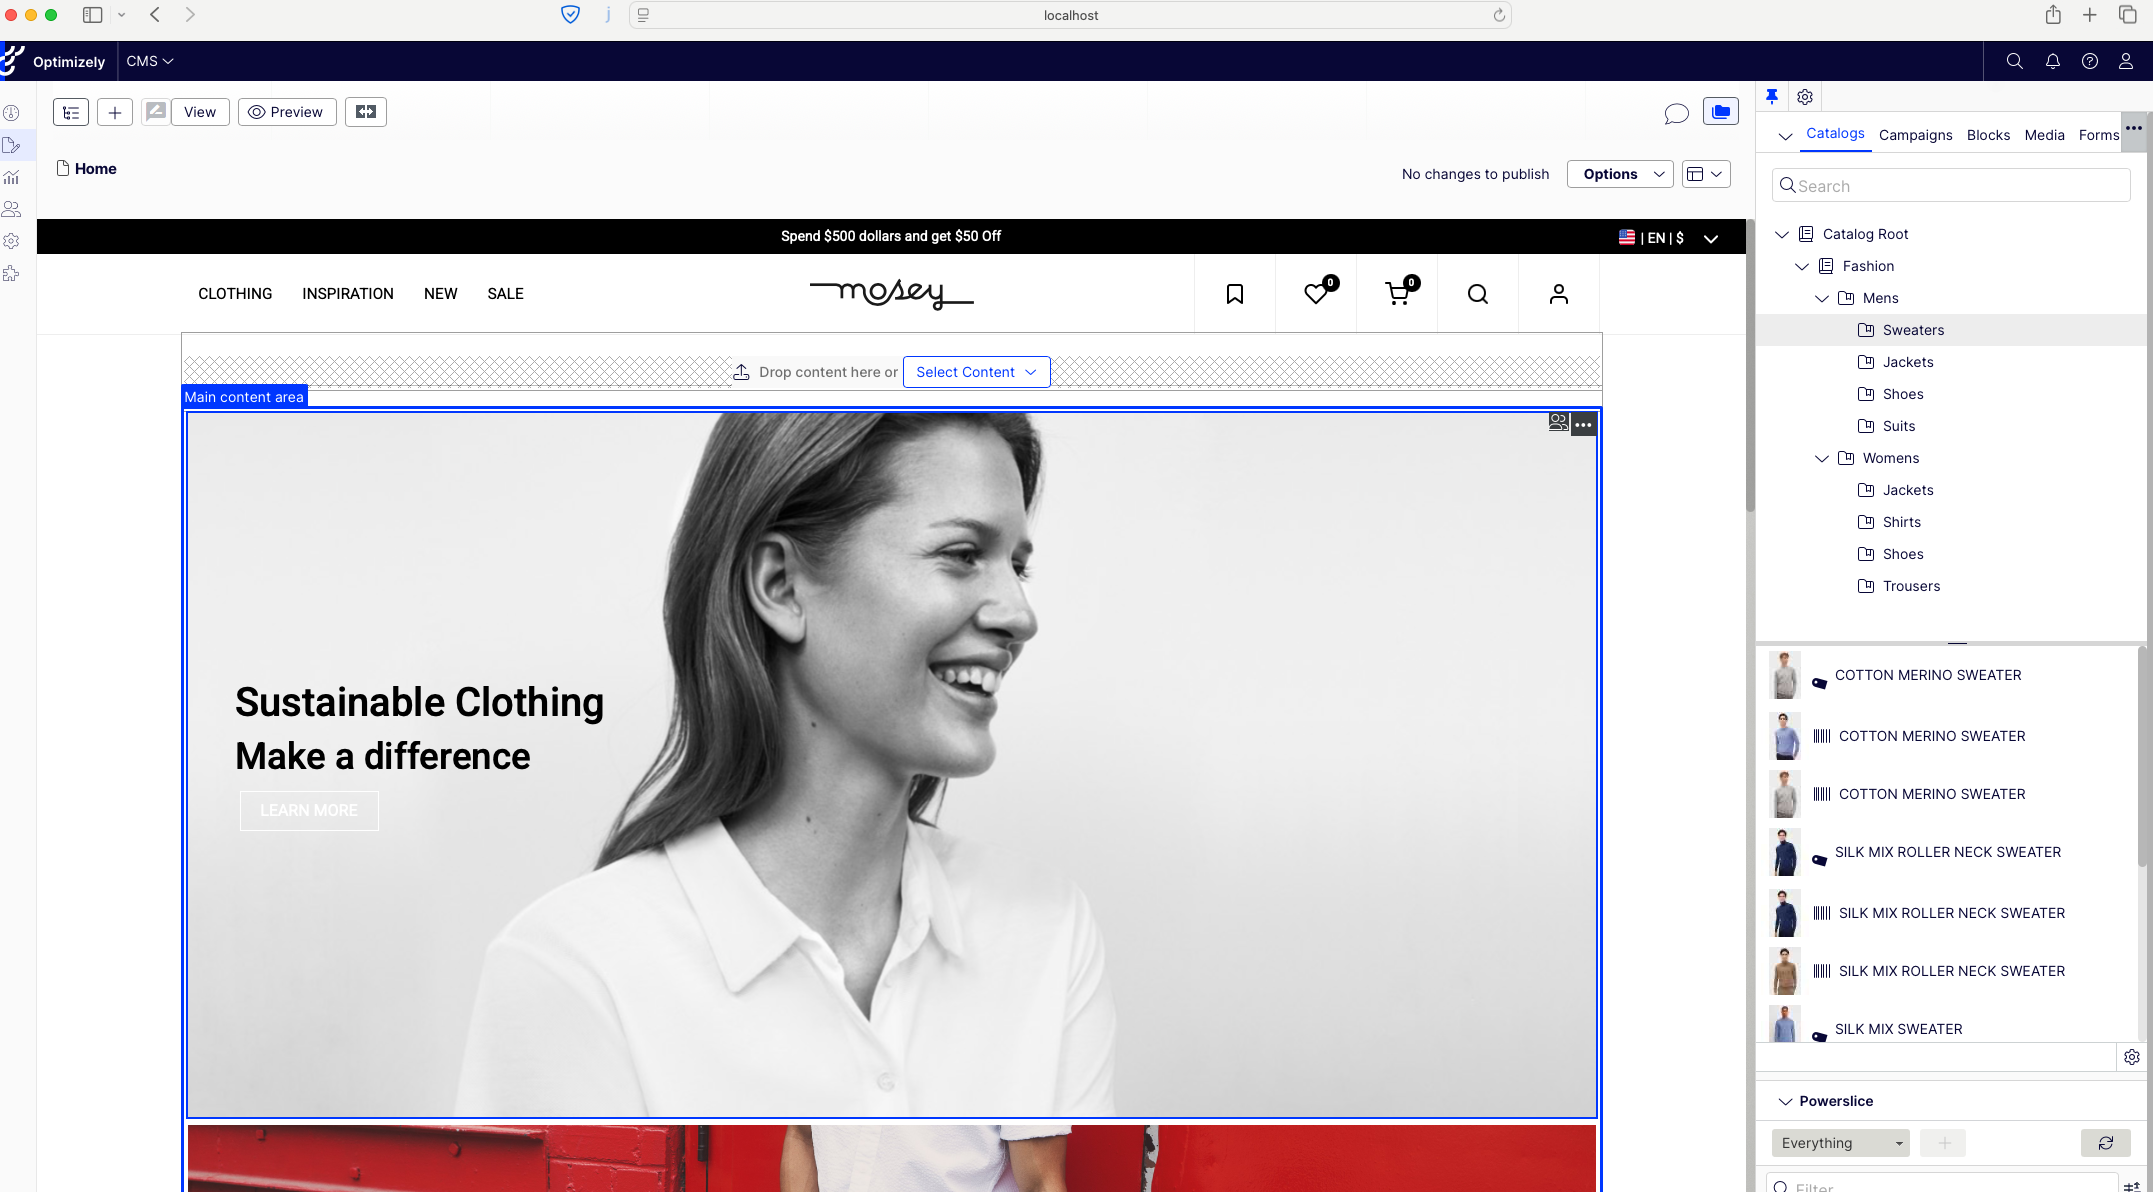 localhost
Optimizely
CMS
View
Preview
Home
No changes to publish
Options
Spend $500 dollars and get $50 Off
| EN | $
CLOTHING
INSPIRATION
NEW
SALE
mosey
0
0
Drop content here or
Select Content
Main content area
Sustainable Clothing
Make a difference
LEARN MORE
Catalogs
Campaigns
Blocks
Media
Forms
Search
Catalog Root
Fashion
Mens
Sweaters
Jackets
Shoes
Suits
Womens
Jackets
Shirts
Shoes
Trousers
COTTON MERINO SWEATER
COTTON MERINO SWEATER
COTTON MERINO SWEATER
SILK MIX ROLLER NECK SWEATER
SILK MIX ROLLER NECK SWEATER
SILK MIX ROLLER NECK SWEATER
SILK MIX SWEATER
Powerslice
Everything
Filter